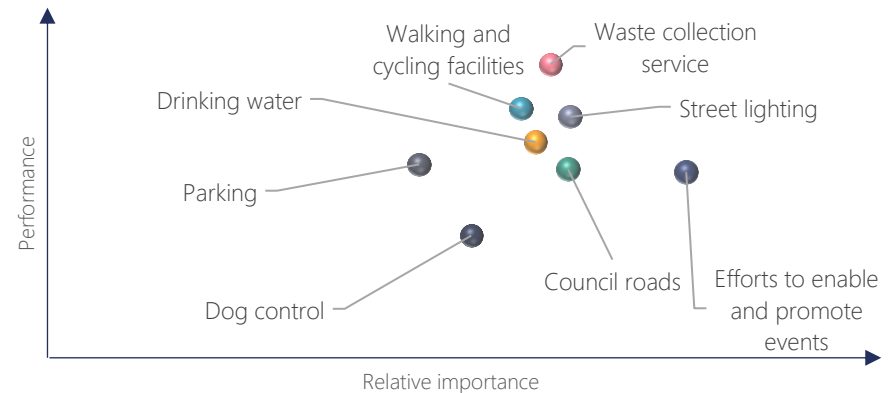 Walking and
cycling facilities
Waste collection
service
Drinking water
Street lighting
Parking
Performance
Council roads
Efforts to enable
and promote
events
Dog control
Relative importance